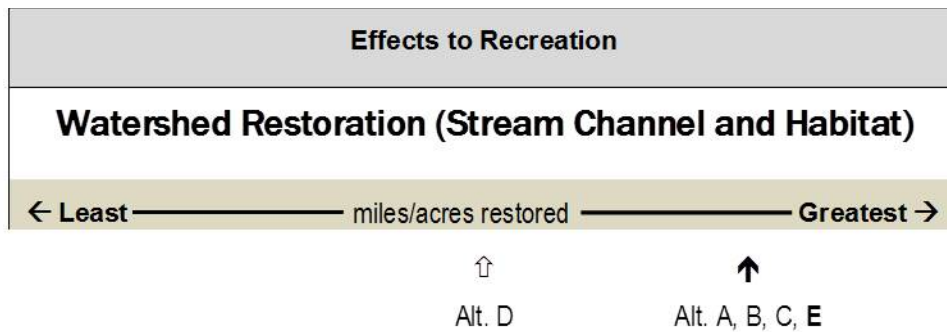 Effects to Recreation
Watershed Restoration (Stream Channel and Habitat)
← Least miles/acres restored Greatest →
⇧ 🡹
Alt. D Alt. A, B, C, E